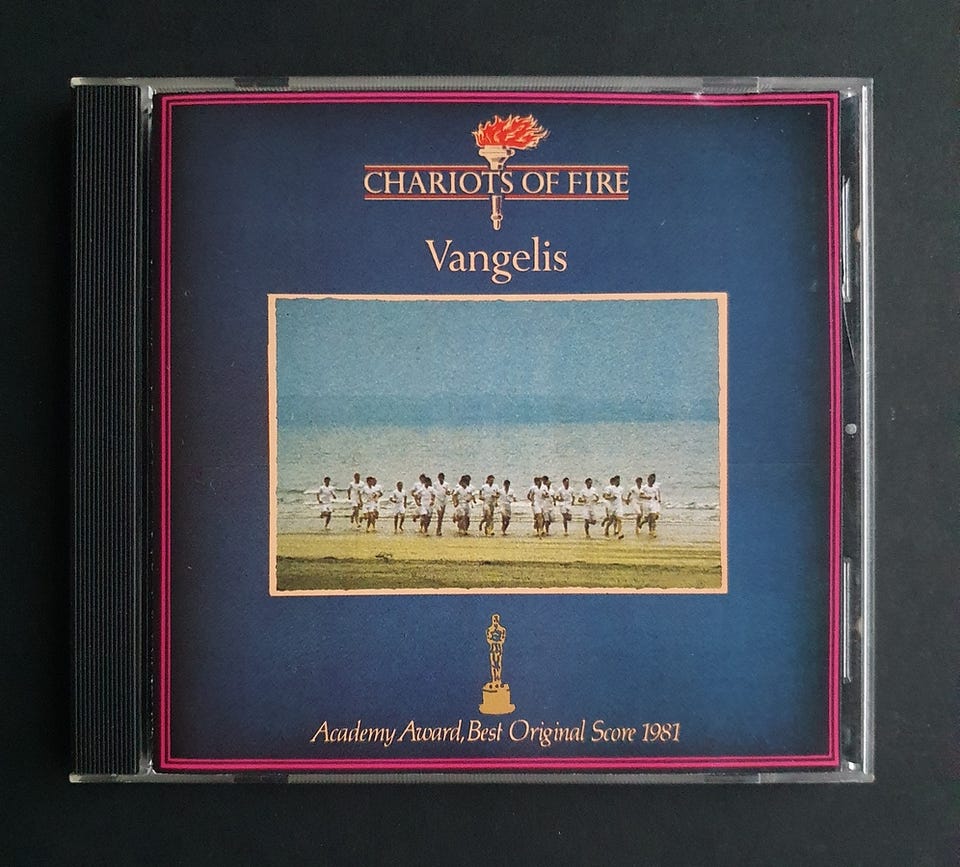 CHARIOTS OF FIRE
Vangelis
Academy Award, Best Original Score 1981